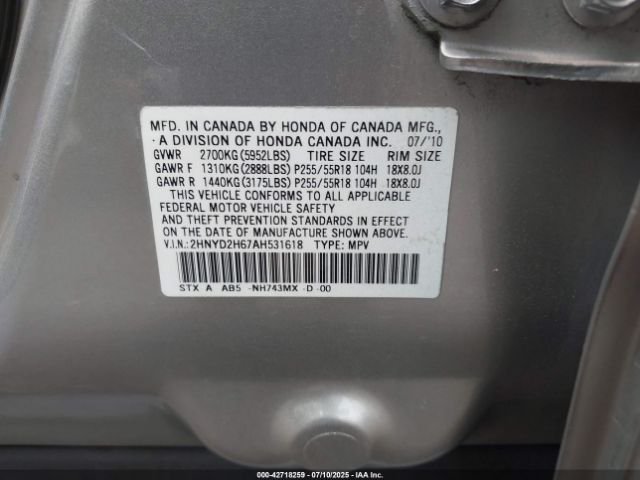 MFD. IN CANADA BY HONDA OF CANADA MFG.,
A DIVISION OF HONDA CANADA INC. 07/'10
GVWR 2700KG(5952LBS) TIRE SIZE RIM SIZE
GAWR F 1310KG(2888LBS) P255/55R18 104H 18X8.0J
GAWR R 1440KG(3175LBS) P255/55R18 104H 18X8.0J
THIS VEHICLE CONFORMS TO ALL APPLICABLE
FEDERAL MOTOR VEHICLE SAFETY
AND THEFT PREVENTION STANDARDS IN EFFECT
ON THE DATE OF MANUFACTURE SHOWN ABOVE.
V.I.N.: 2HNYD2H67AH531618 TYPE: MPV
STX A AB5 -NH743MX -D -00
000-42718259 - 07/10/2025 - IAA Inc.